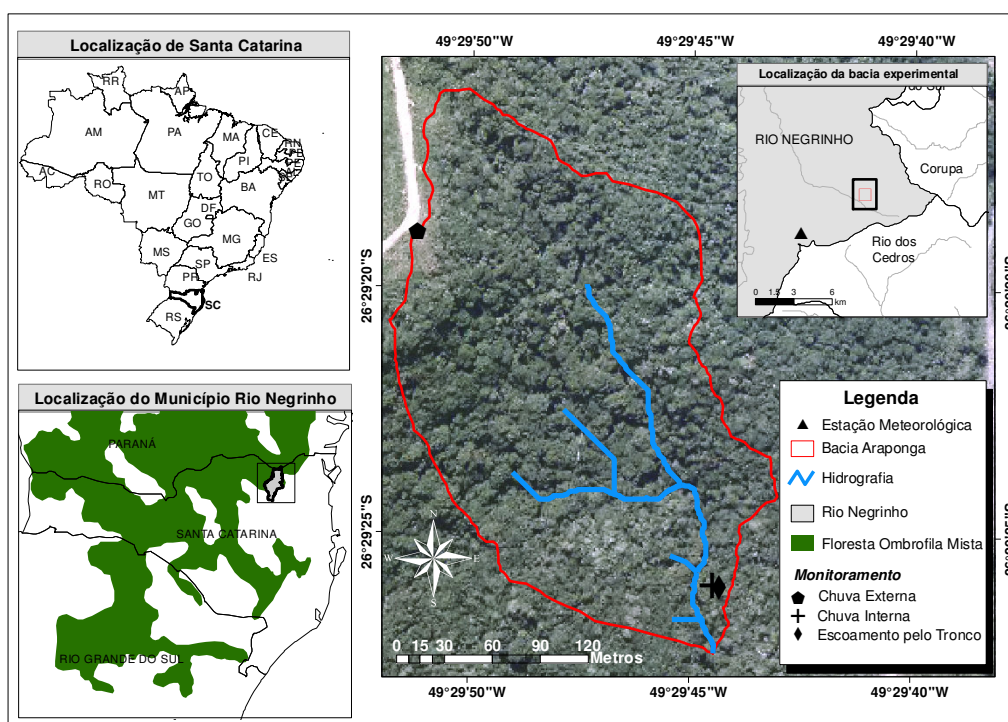 Localização de Santa Catarina
RR
AP
AM
PA
MA
CE
RN
PI
AC
RO
TO
BA
MT
DF
GO
MG
MS
ES
SP
RJ
PR
SC
RS
Localização do Município Rio Negrinho
PARANÁ
SANTA CATARINA
RIO GRANDE DO SUL
49°29'50"W
49°29'45"W
49°29'40"W
26°29'20"S
26°29'25"S
Localização da bacia experimental
do Sul
RIO NEGRINHO
Corupa
Rio dos
Cedros
0 1.5 3 6
km
Legenda
Estação Meteorológica
Bacia Araponga
Hidrografia
Rio Negrinho
Floresta Ombrofila Mista
Monitoramento
Chuva Externa
Chuva Interna
Escoamento pelo Tronco
N
W
E
S
0 15 30 60 90 120
Metros
49°29'50"W
49°29'45"W
49°29'40"W